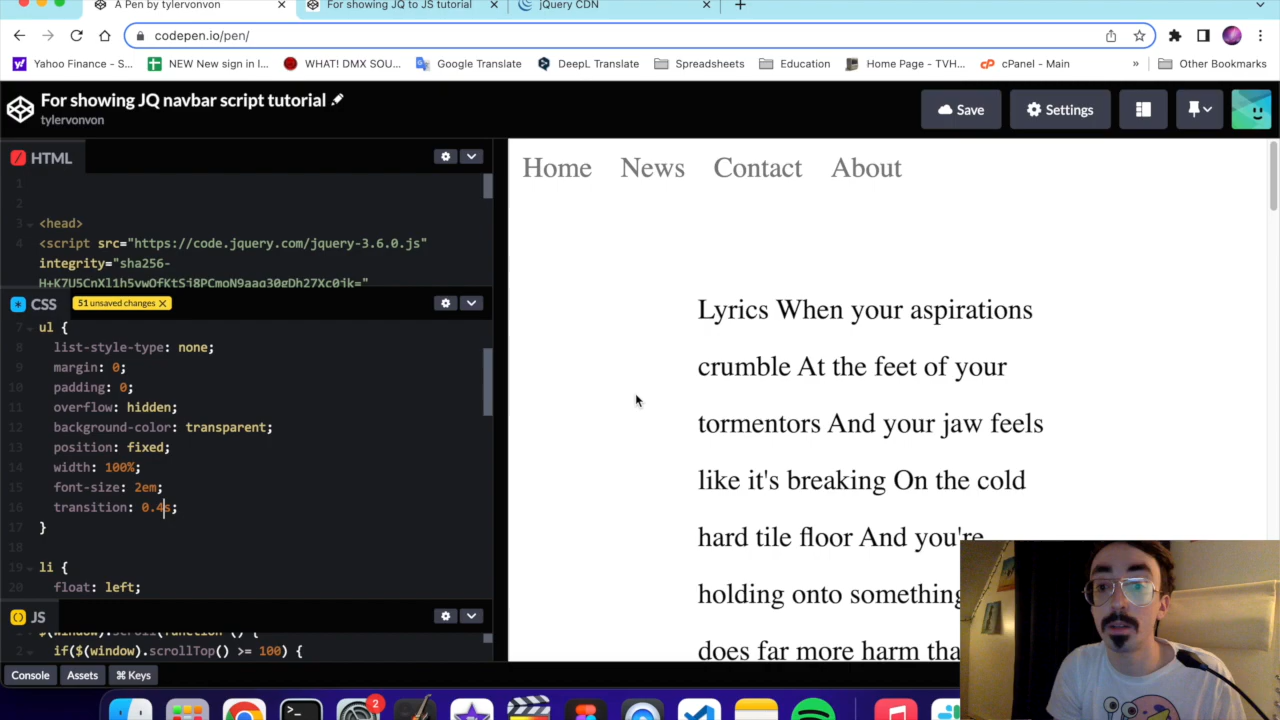 A Pen by tylervonvon
For showing JQ to JS tutorial
jQuery CDN
codepen.io/pen/
Yahoo Finance - S...
NEW New sign in I...
WHAT! DMX SOU...
Google Translate
DeepL Translate
Spreadsheets
Education
Home Page - TVH...
cPanel - Main
»
Other Bookmarks
For showing JQ navbar script tutorial
tylervonvon
Save
Settings
HTML
1
2
3 <head>
4 <script src="https://code.jquery.com/jquery-3.6.0.js"
integrity="sha256-
CSS
51 unsaved changes X
7 ul {
8 list-style-type: none;
9 margin: 0;
10 padding: 0;
11 overflow: hidden;
12 background-color: transparent;
13 position: fixed;
14 width: 100%;
15 font-size: 2em;
16 transition: 0.4s;
17 }
18
19 li {
20 float: left;
JS
1 $(window).scroll(function () {
2 if($(window).scrollTop() >= 100) {
Console
Assets
⌘ Keys
Home
News
Contact
About
Lyrics When your aspirations
crumble At the feet of your
tormentors And your jaw feels
like it's breaking On the cold
hard tile floor And you're
holding onto something
does far more harm
2